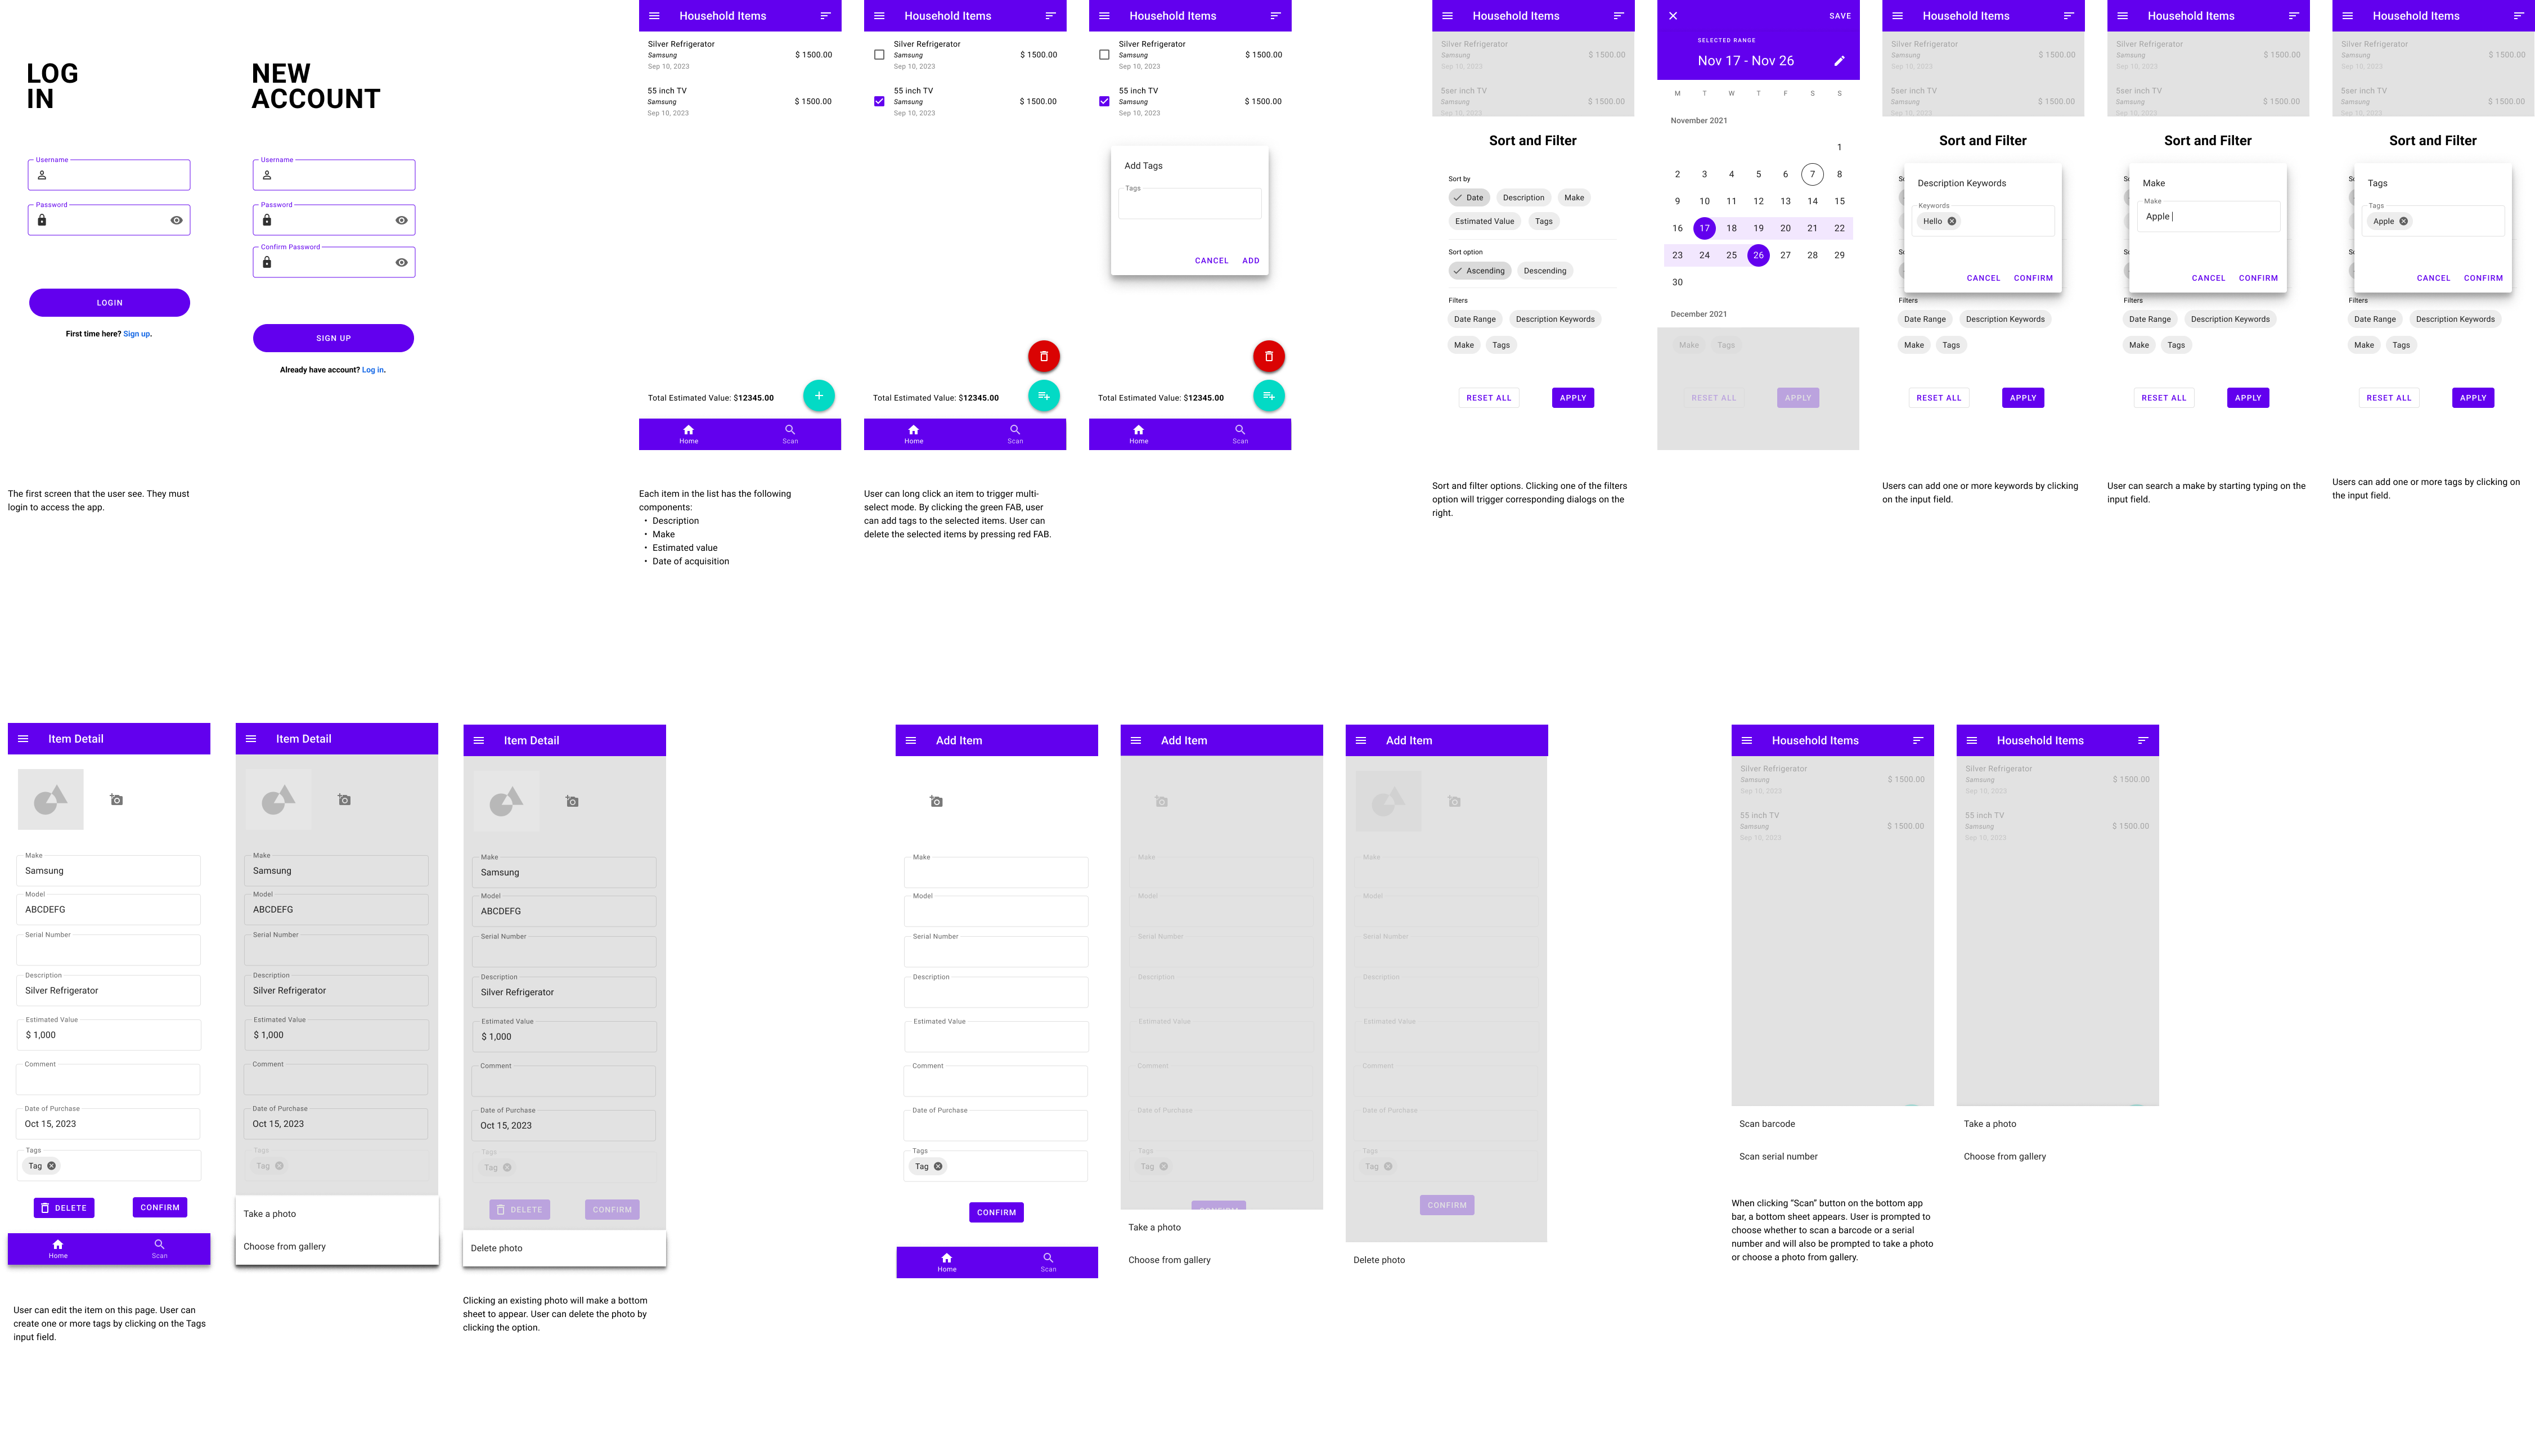 LOG
IN
Username
Password
LOGIN
First time here? Sign up.
The first screen that the user see. They must
login to access the app.
NEW
ACCOUNT
Username
Password
Confirm Password
SIGN UP
Already have account? Log in.
Household Items
Silver Refrigerator
Samsung
$ 1500.00
Sep 10, 2023
55 inch TV
Samsung
$ 1500.00
Sep 10, 2023
Total Estimated Value: $12345.00
Home
Scan
Each item in the list has the following
components:
• Description
• Make
• Estimated value
• Date of acquisition
Household Items
Silver Refrigerator
Samsung
$ 1500.00
Sep 10, 2023
55 inch TV
Samsung
$ 1500.00
Sep 10, 2023
Total Estimated Value: $12345.00
Home
Scan
User can long click an item to trigger multi-
select mode. By clicking the green FAB, user
can add tags to the selected items. User can
delete the selected items by pressing red FAB.
Household Items
Silver Refrigerator
Samsung
$ 1500.00
Sep 10, 2023
55 inch TV
Samsung
$ 1500.00
Sep 10, 2023
Add Tags
Tags
CANCEL ADD
Total Estimated Value: $12345.00
Home
Scan
Household Items
Silver Refrigerator
Samsung
$ 1500.00
Sep 10, 2023
5ser inch TV
Samsung
$ 1500.00
Sep 10, 2023
Sort and Filter
Sort by
Date Description Make
Estimated Value Tags
Sort option
Ascending Descending
Filters
Date Range Description Keywords
Make Tags
RESET ALL APPLY
Sort and filter options. Clicking one of the filters
option will trigger corresponding dialogs on the
right.
SAVE
SELECTED RANGE
Nov 17 - Nov 26
M T W T F S S
November 2021
1
2 3 4 5 6 7 8
9 10 11 12 13 14 15
16 17 18 19 20 21 22
23 24 25 26 27 28 29
30
December 2021
Make Tags
RESET ALL APPLY
Household Items
Silver Refrigerator
Samsung
$ 1500.00
Sep 10, 2023
5ser inch TV
Samsung
$ 1500.00
Sep 10, 2023
Sort and Filter
Description Keywords
Keywords
Hello
CANCEL CONFIRM
Filters
Date Range Description Keywords
Make Tags
RESET ALL APPLY
Users can add one or more keywords by clicking
on the input field.
Household Items
Silver Refrigerator
Samsung
$ 1500.00
Sep 10, 2023
5ser inch TV
Samsung
$ 1500.00
Sep 10, 2023
Sort and Filter
Make
Make
Apple
CANCEL CONFIRM
Filters
Date Range Description Keywords
Make Tags
RESET ALL APPLY
User can search a make by starting typing on the
input field.
Household Items
Silver Refrigerator
Samsung
$ 1500.00
Sep 10, 2023
5ser inch TV
Samsung
$ 1500.00
Sep 10, 2023
Sort and Filter
Tags
Tags
Apple
CANCEL CONFIRM
Filters
Date Range Description Keywords
Make Tags
RESET ALL APPLY
Users can add one or more tags by clicking on
the input field.
Item Detail
Make
Samsung
Model
ABCDEFG
Serial Number
Description
Silver Refrigerator
Estimated Value
$ 1,000
Comment
Date of Purchase
Oct 15, 2023
Tags
Tag
DELETE CONFIRM
Home
Scan
User can edit the item on this page. User can
create one or more tags by clicking on the Tags
input field.
Item Detail
Make
Samsung
Model
ABCDEFG
Serial Number
Description
Silver Refrigerator
Estimated Value
$ 1,000
Comment
Date of Purchase
Oct 15, 2023
Tags
Tag
Take a photo
Choose from gallery
Item Detail
Make
Samsung
Model
ABCDEFG
Serial Number
Description
Silver Refrigerator
Estimated Value
$ 1,000
Comment
Date of Purchase
Oct 15, 2023
Tags
Tag
DELETE CONFIRM
Delete photo
Clicking an existing photo will make a bottom
sheet to appear. User can delete the photo by
clicking the option.
Add Item
Make
Model
Serial Number
Description
Estimated Value
Comment
Date of Purchase
Tags
Tag
CONFIRM
Home
Scan
Add Item
Make
Model
Serial Number
Description
Estimated Value
Comment
Date of Purchase
Tags
Tag
CONFIRM
Take a photo
Choose from gallery
Add Item
Make
Model
Serial Number
Description
Estimated Value
Comment
Date of Purchase
Tags
Tag
CONFIRM
Delete photo
Household Items
Silver Refrigerator
Samsung
$ 1500.00
Sep 10, 2023
55 inch TV
Samsung
$ 1500.00
Sep 10, 2023
Scan barcode
Scan serial number
When clicking “Scan” button on the bottom app
bar, a bottom sheet appears. User is prompted to
choose whether to scan a barcode or a serial
number and will also be prompted to take a photo
or choose a photo from gallery.
Household Items
Silver Refrigerator
Samsung
$ 1500.00
Sep 10, 2023
55 inch TV
Samsung
$ 1500.00
Sep 10, 2023
Take a photo
Choose from gallery